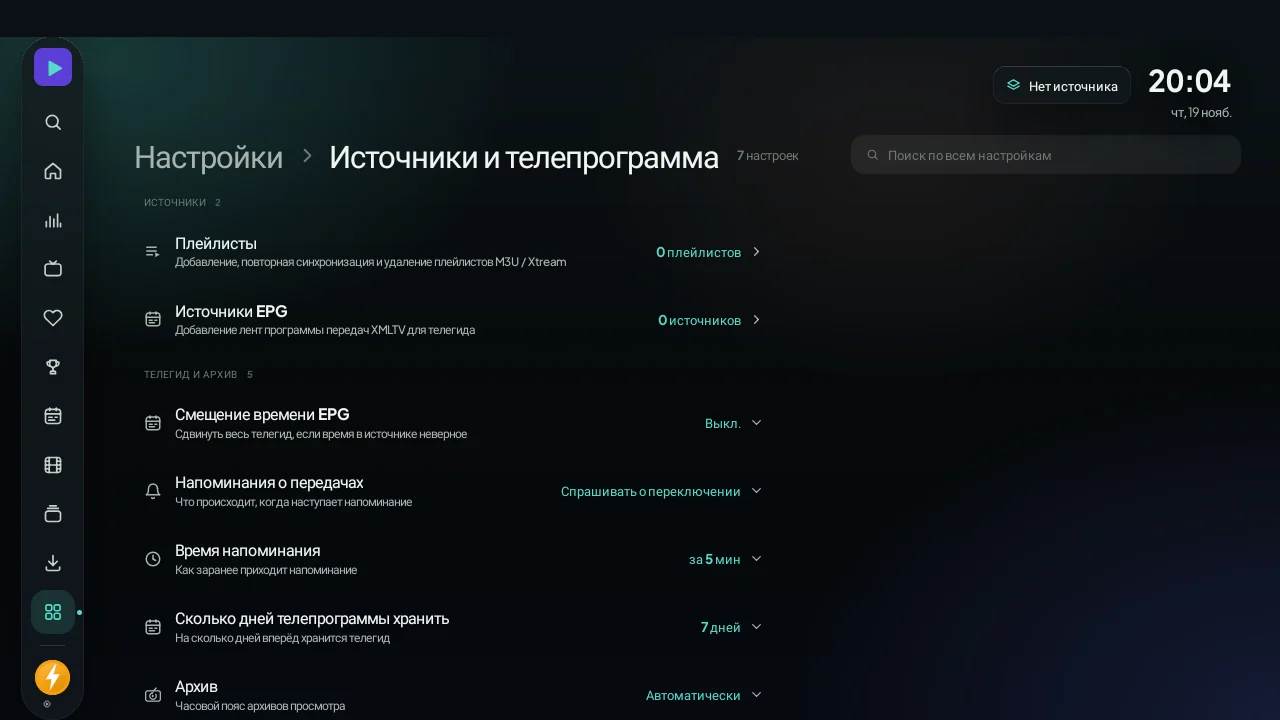 Нет источника
20:04
чт, 19 нояб.
Настройки
Источники и телепрограмма
7 настроек
Поиск по всем настройкам
ИСТОЧНИКИ 2
Плейлисты
Добавление, повторная синхронизация и удаление плейлистов M3U / Xtream
0 плейлистов
Источники EPG
Добавление лент программы передач XMLTV для телегида
0 источников
ТЕЛЕГИД И АРХИВ 5
Смещение времени EPG
Сдвинуть весь телегид, если время в источнике неверное
Выкл.
Напоминания о передачах
Что происходит, когда наступает напоминание
Спрашивать о переключении
Время напоминания
Как заранее приходит напоминание
за 5 мин
Сколько дней телепрограммы хранить
На сколько дней вперёд хранится телегид
7 дней
Архив
Часовой пояс архивов просмотра
Автоматически